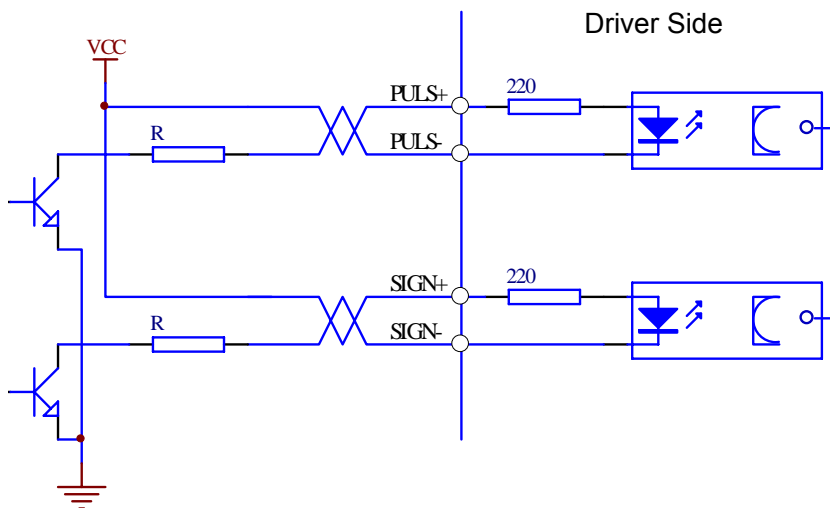 Driver Side
VCC
PULS+
220
R
PULS-
SIGN+
220
R
SIGN-